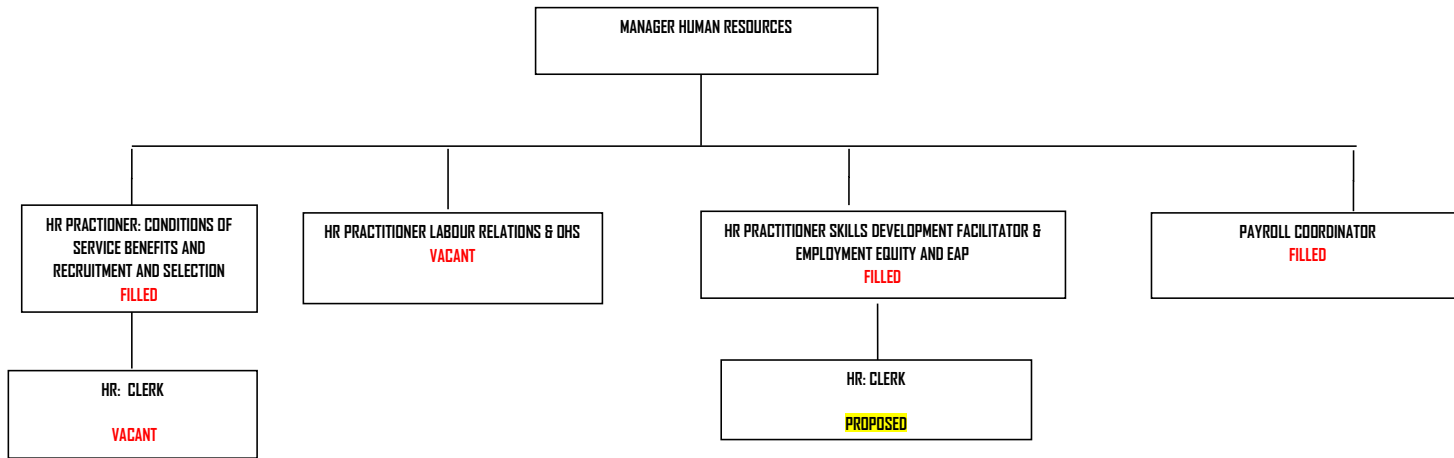 MANAGER HUMAN RESOURCES
HR PRACTIONER: CONDITIONS OF
SERVICE BENEFITS AND
RECRUITMENT AND SELECTION
FILLED
HR PRACTITIONER LABOUR RELATIONS & OHS
VACANT
HR PRACTITIONER SKILLS DEVELOPMENT FACILITATOR &
EMPLOYMENT EQUITY AND EAP
FILLED
PAYROLL COORDINATOR
FILLED
HR: CLERK
VACANT
HR: CLERK
PROPOSED